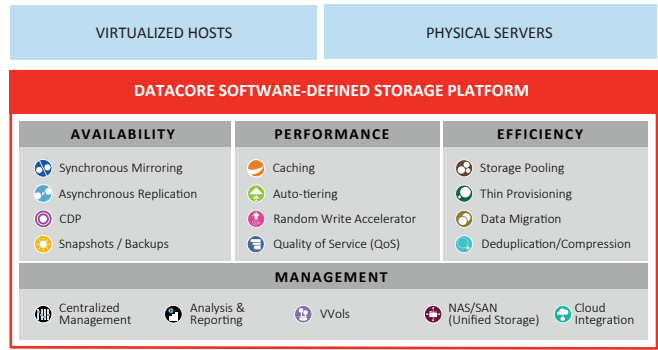 VIRTUALIZED HOSTS
PHYSICAL SERVERS
DATACORE SOFTWARE-DEFINED STORAGE PLATFORM
AVAILABILITY
Synchronous Mirroring
Asynchronous Replication
CDP
Snapshots / Backups
PERFORMANCE
Caching
Auto-tiering
Random Write Accelerator
Quality of Service (QoS)
EFFICIENCY
Storage Pooling
Thin Provisioning
Data Migration
Deduplication/Compression
MANAGEMENT
Centralized
Management
Analysis &
Reporting
VVols
NAS/SAN
(Unified Storage)
Cloud
Integration